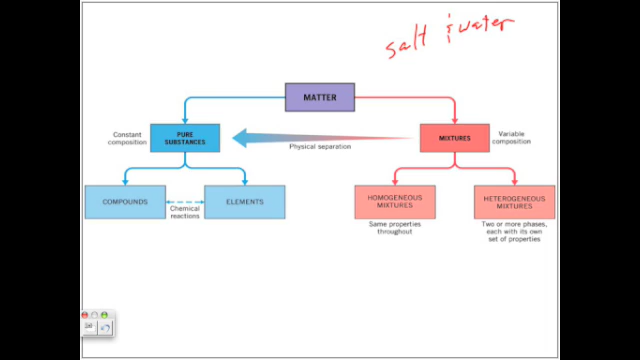 salt & water
MATTER
Constant
composition
PURE
SUBSTANCES
Physical separation
MIXTURES
Variable
composition
COMPOUNDS
Chemical
reactions
ELEMENTS
HOMOGENEOUS
MIXTURES
Same properties
throughout
HETEROGENEOUS
MIXTURES
Two or more phases,
each with its own
set of properties